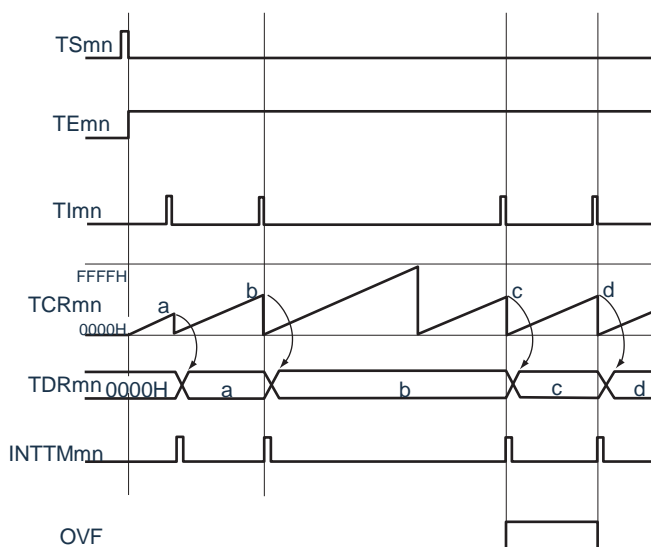 TSmn
TEmn
TImn
FFFFH
TCRmn
0000H
a
b
c
d
TDRmn
0000H
a
b
c
d
INTTMmn
OVF